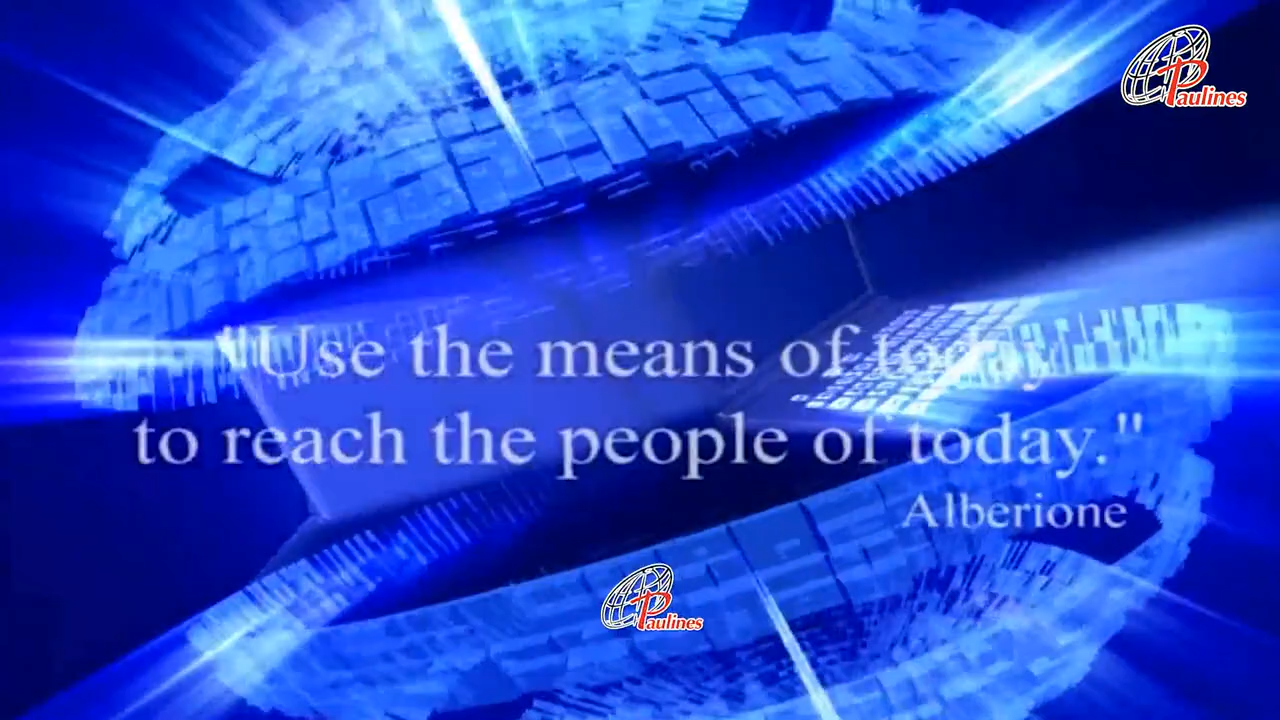 Paulines
"Use the means of today
to reach the people of today."
Alberione
Paulines